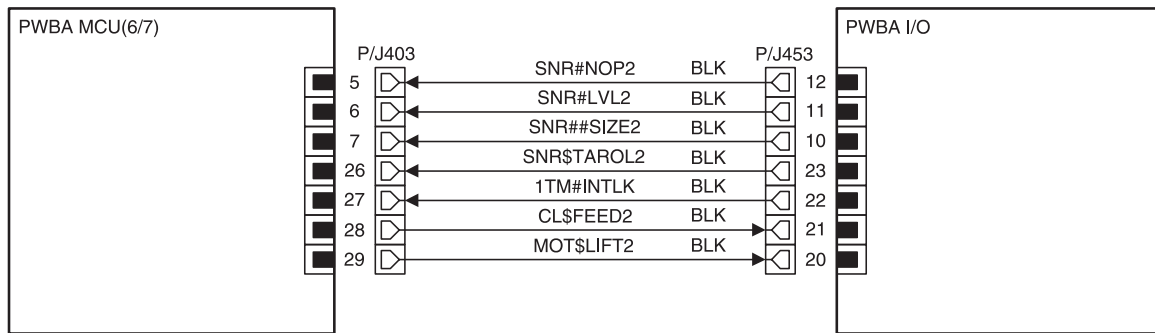 PWBA MCU(6/7)
PWBA I/O
P/J403
P/J453
5 SNR#NOP2 BLK 12
6 SNR#LVL2 BLK 11
7 SNR##SIZE2 BLK 10
26 SNR$TAROL2 BLK 23
27 1TM#INTLK BLK 22
28 CL$FEED2 BLK 21
29 MOT$LIFT2 BLK 20